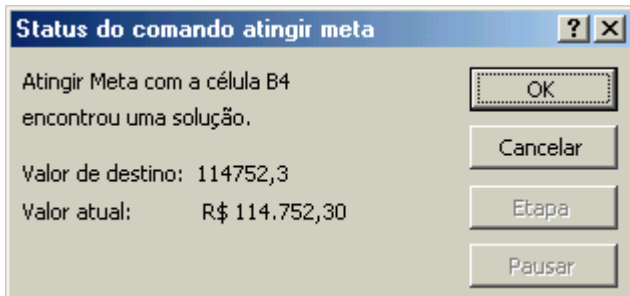 Status do comando atingir meta
Atingir Meta com a célula B4
encontrou uma solução.
Valor de destino: 114752,3
Valor atual: R$ 114.752,30
OK
Cancelar
Etapa
Pausar